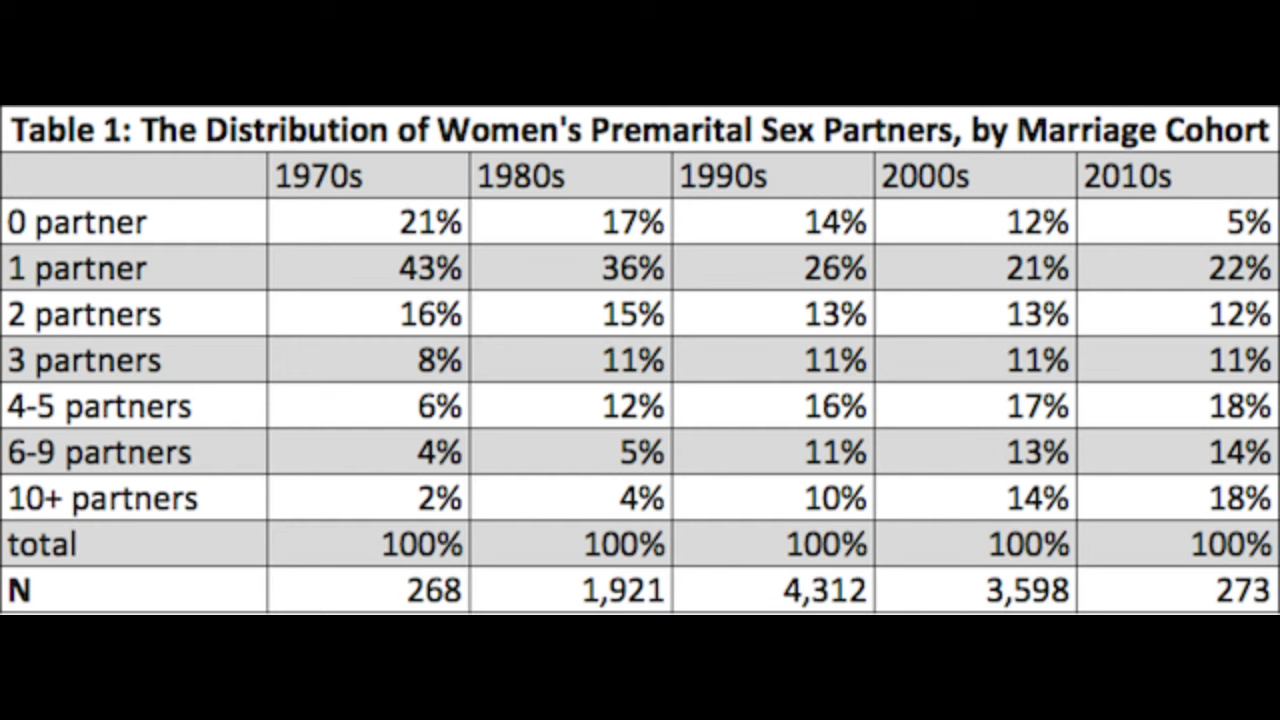 Table 1: The Distribution of Women's Premarital Sex Partners, by Marriage Cohort
1970s 1980s 1990s 2000s 2010s
0 partner 21% 17% 14% 12% 5%
1 partner 43% 36% 26% 21% 22%
2 partners 16% 15% 13% 13% 12%
3 partners 8% 11% 11% 11% 11%
4-5 partners 6% 12% 16% 17% 18%
6-9 partners 4% 5% 11% 13% 14%
10+ partners 2% 4% 10% 14% 18%
total 100% 100% 100% 100% 100%
N 268 1,921 4,312 3,598 273